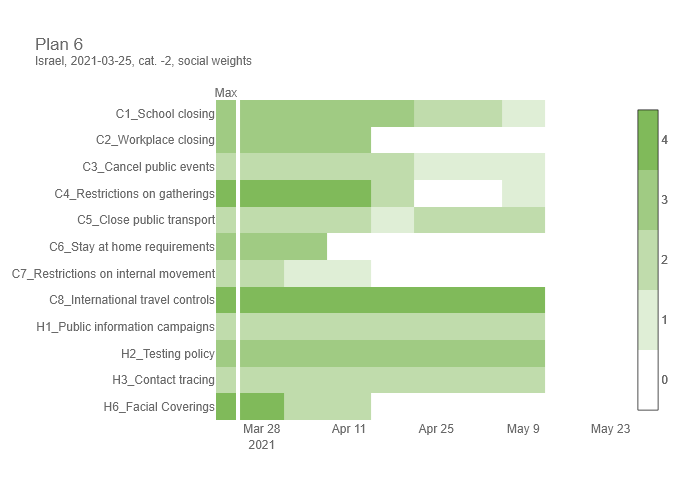 Plan 6
Israel, 2021-03-25, cat. -2, social weights
Max
C1_School closing
C2_Workplace closing
C3_Cancel public events
C4_Restrictions on gatherings
C5_Close public transport
C6_Stay at home requirements
C7_Restrictions on internal movement
C8_International travel controls
H1_Public information campaigns
H2_Testing policy
H3_Contact tracing
H6_Facial Coverings
Mar 28 Apr 11 Apr 25 May 9 May 23
2021
4
3
2
1
0